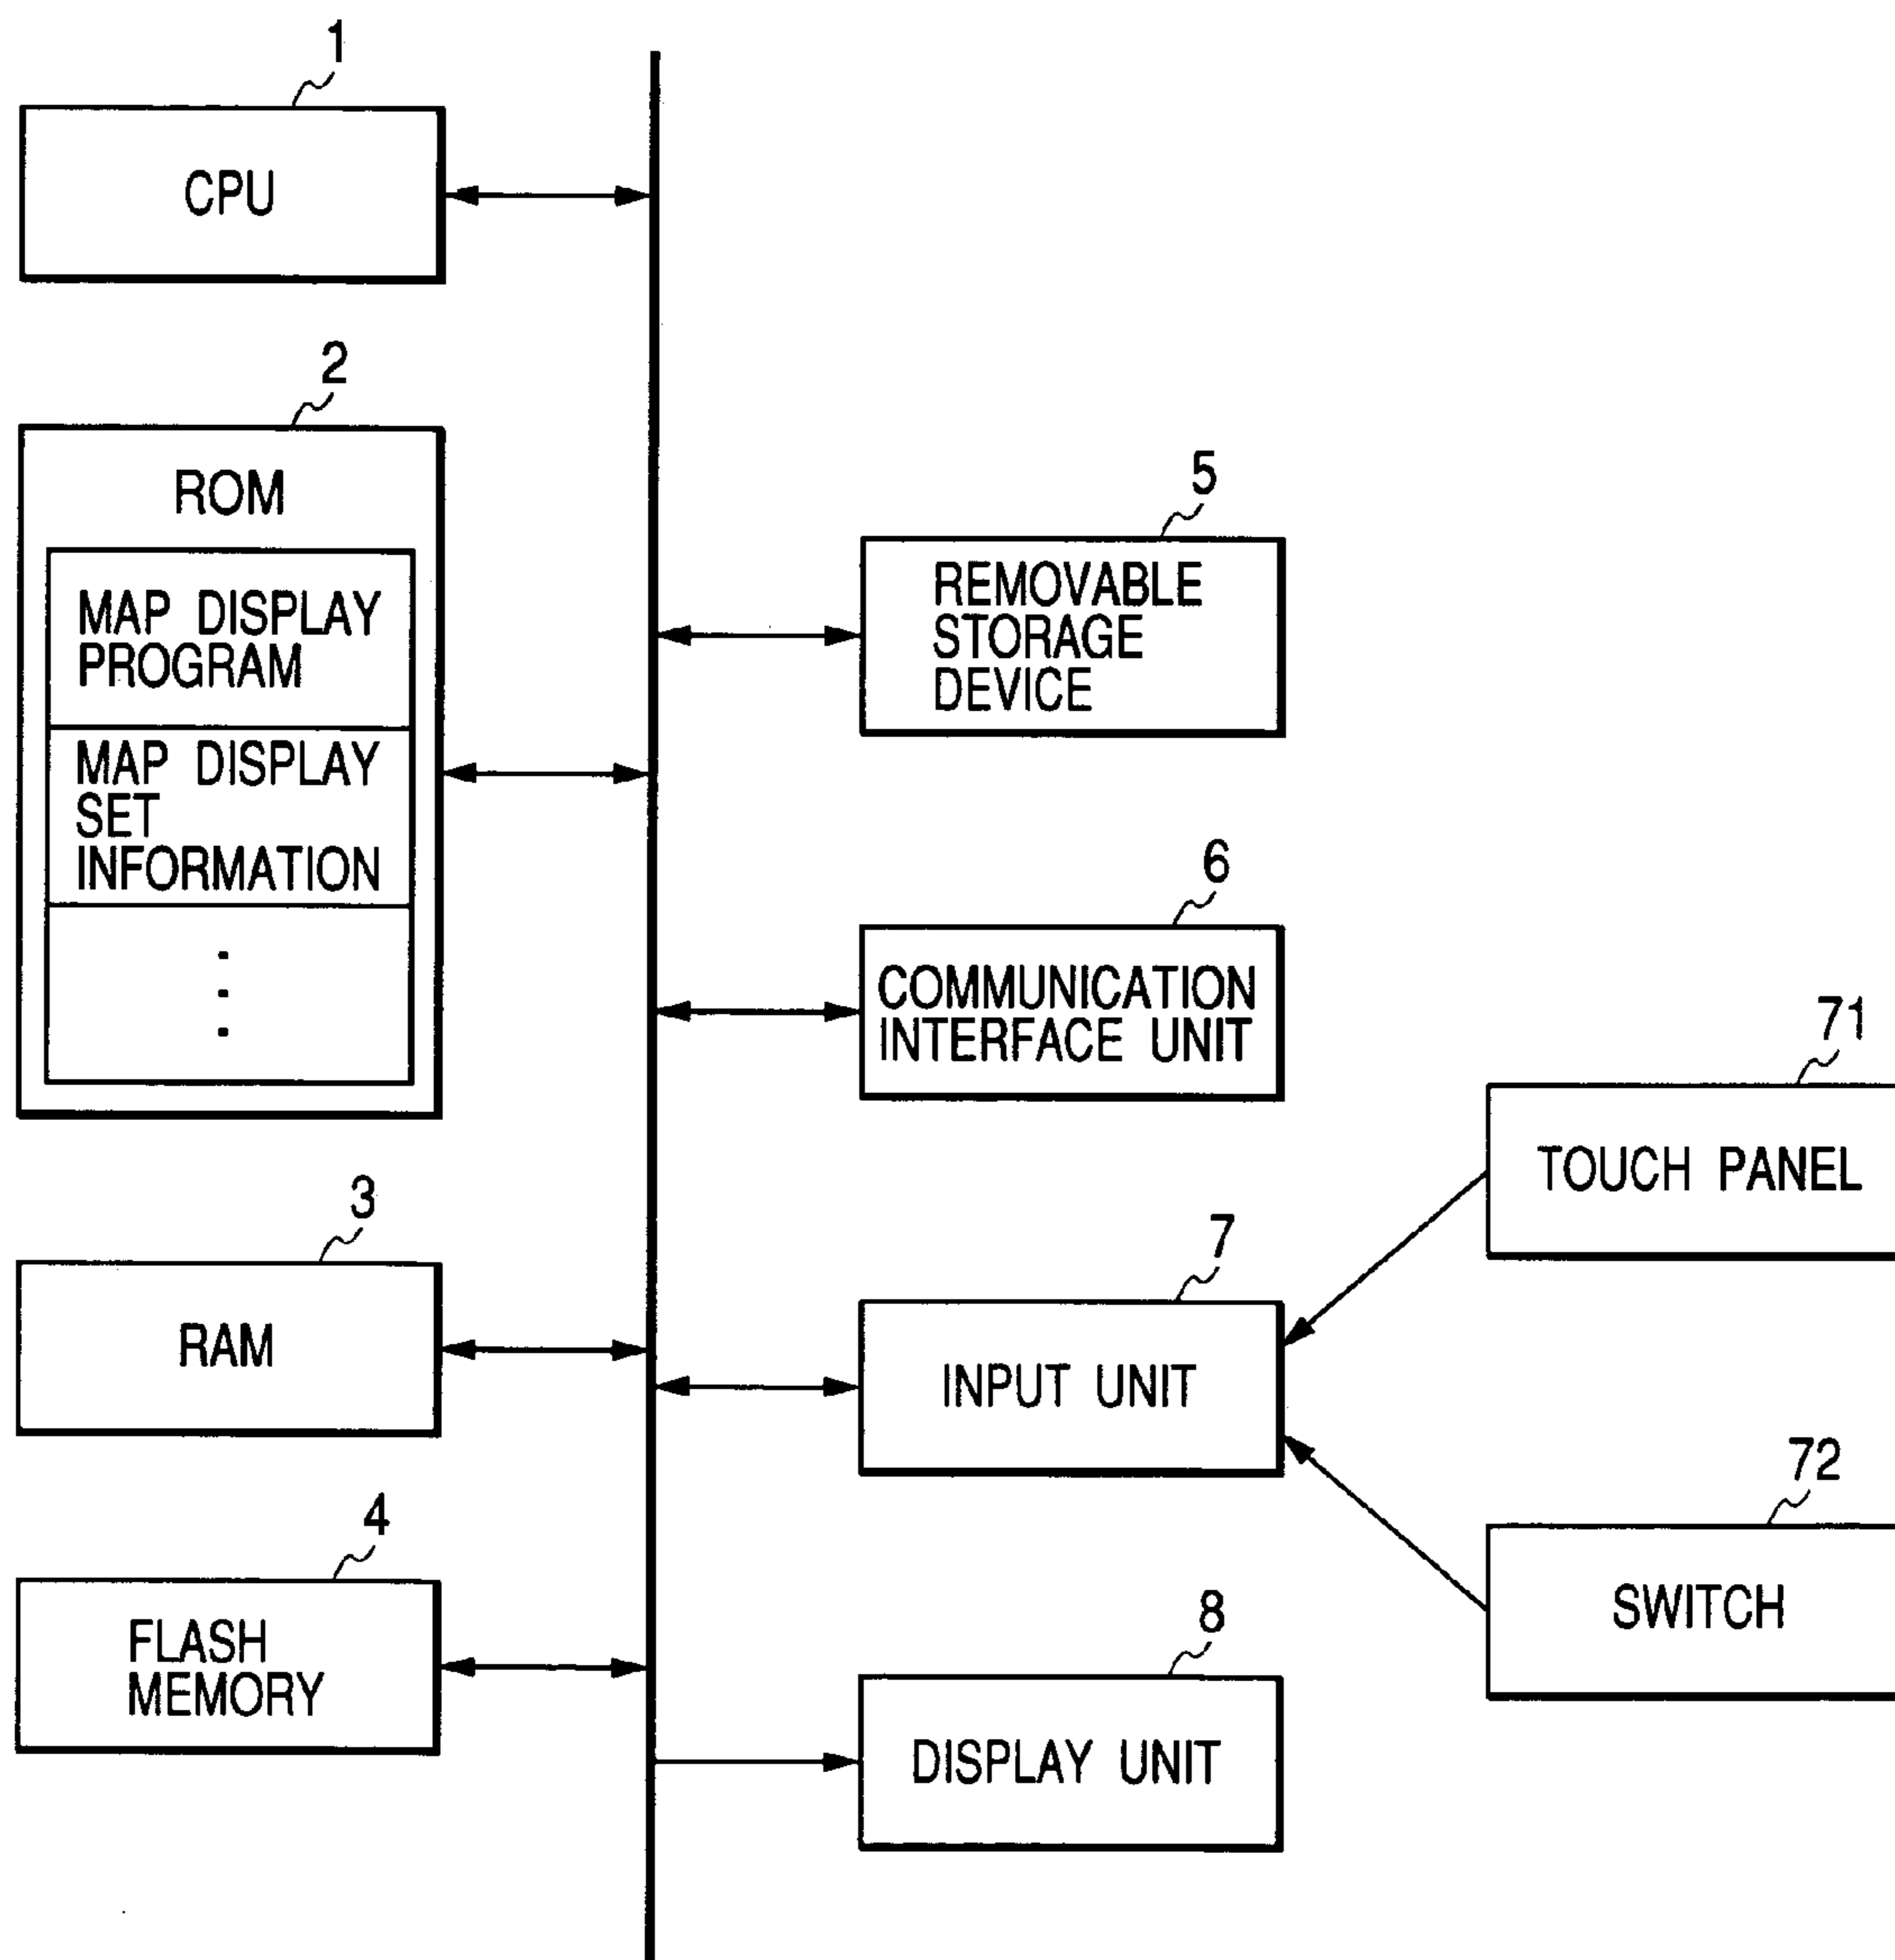 1
CPU
2
ROM
MAP DISPLAY
PROGRAM
MAP DISPLAY
SET
INFORMATION
3
RAM
4
FLASH
MEMORY
5
REMOVABLE
STORAGE
DEVICE
6
COMMUNICATION
INTERFACE UNIT
7
INPUT UNIT
71
TOUCH PANEL
72
SWITCH
8
DISPLAY UNIT